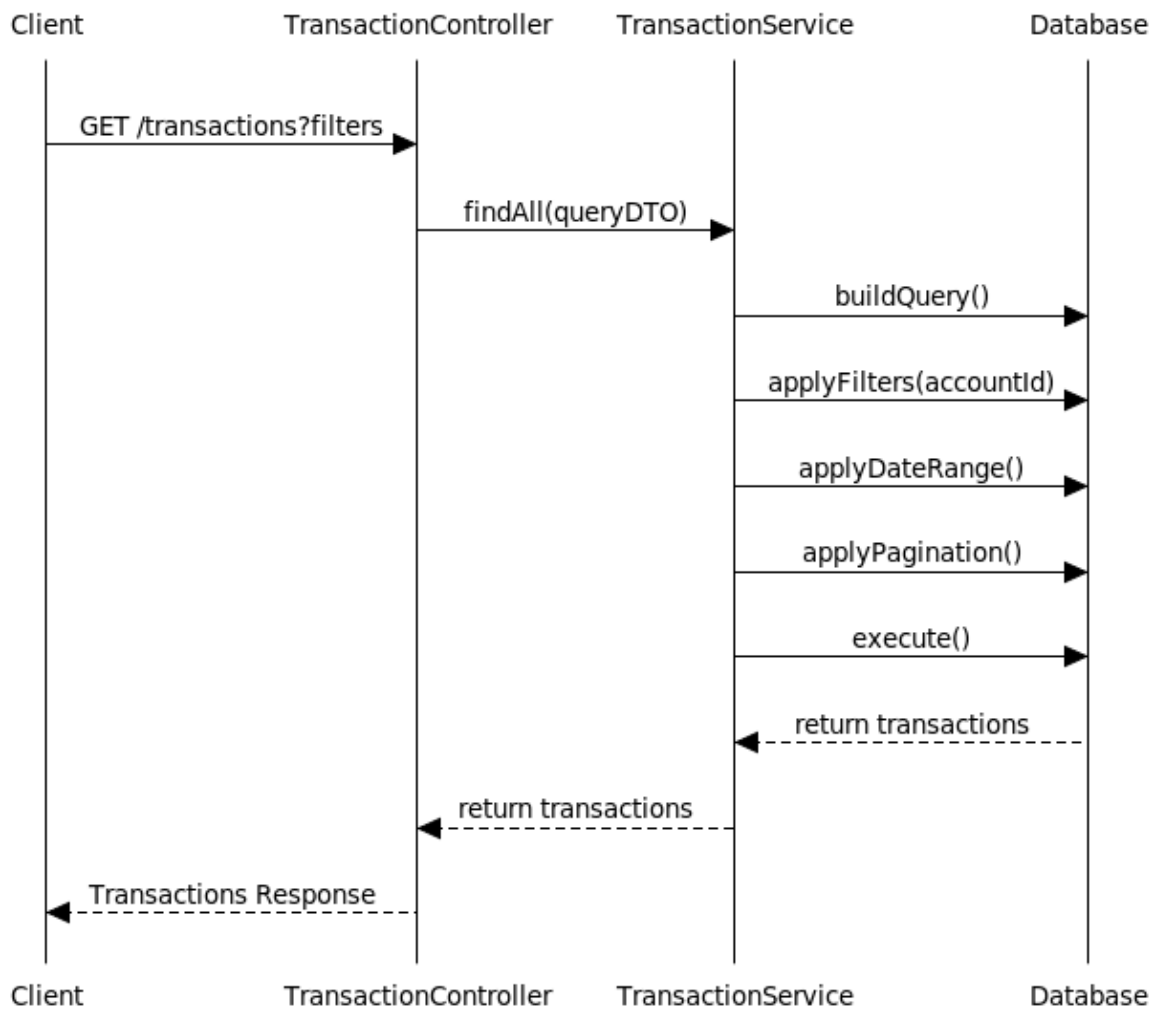 Client TransactionController TransactionService Database
GET /transactions?filters
findAll(queryDTO)
buildQuery()
applyFilters(accountId)
applyDateRange()
applyPagination()
execute()
return transactions
return transactions
Transactions Response
Client TransactionController TransactionService Database